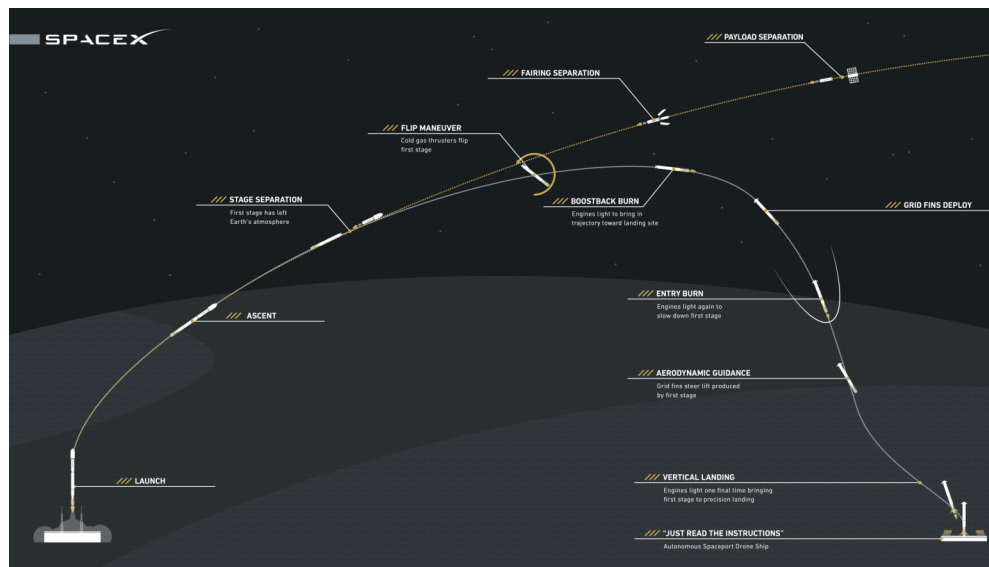 SPACEX
/// PAYLOAD SEPARATION
/// FAIRING SEPARATION
/// FLIP MANEUVER
Cold gas thrusters flip
first stage
/// STAGE SEPARATION
First stage has left
Earth's atmosphere
/// BOOSTBACK BURN
Engines light to bring in
trajectory toward landing site
/// GRID FINS DEPLOY
/// ENTRY BURN
Engines light again to
slow down first stage
/// ASCENT
/// AERODYNAMIC GUIDANCE
Grid fins steer lift produced
by first stage
/// LAUNCH
/// VERTICAL LANDING
Engines light one final time bringing
first stage to precision landing
/// "JUST READ THE INSTRUCTIONS"
Autonomous Spaceport Drone Ship